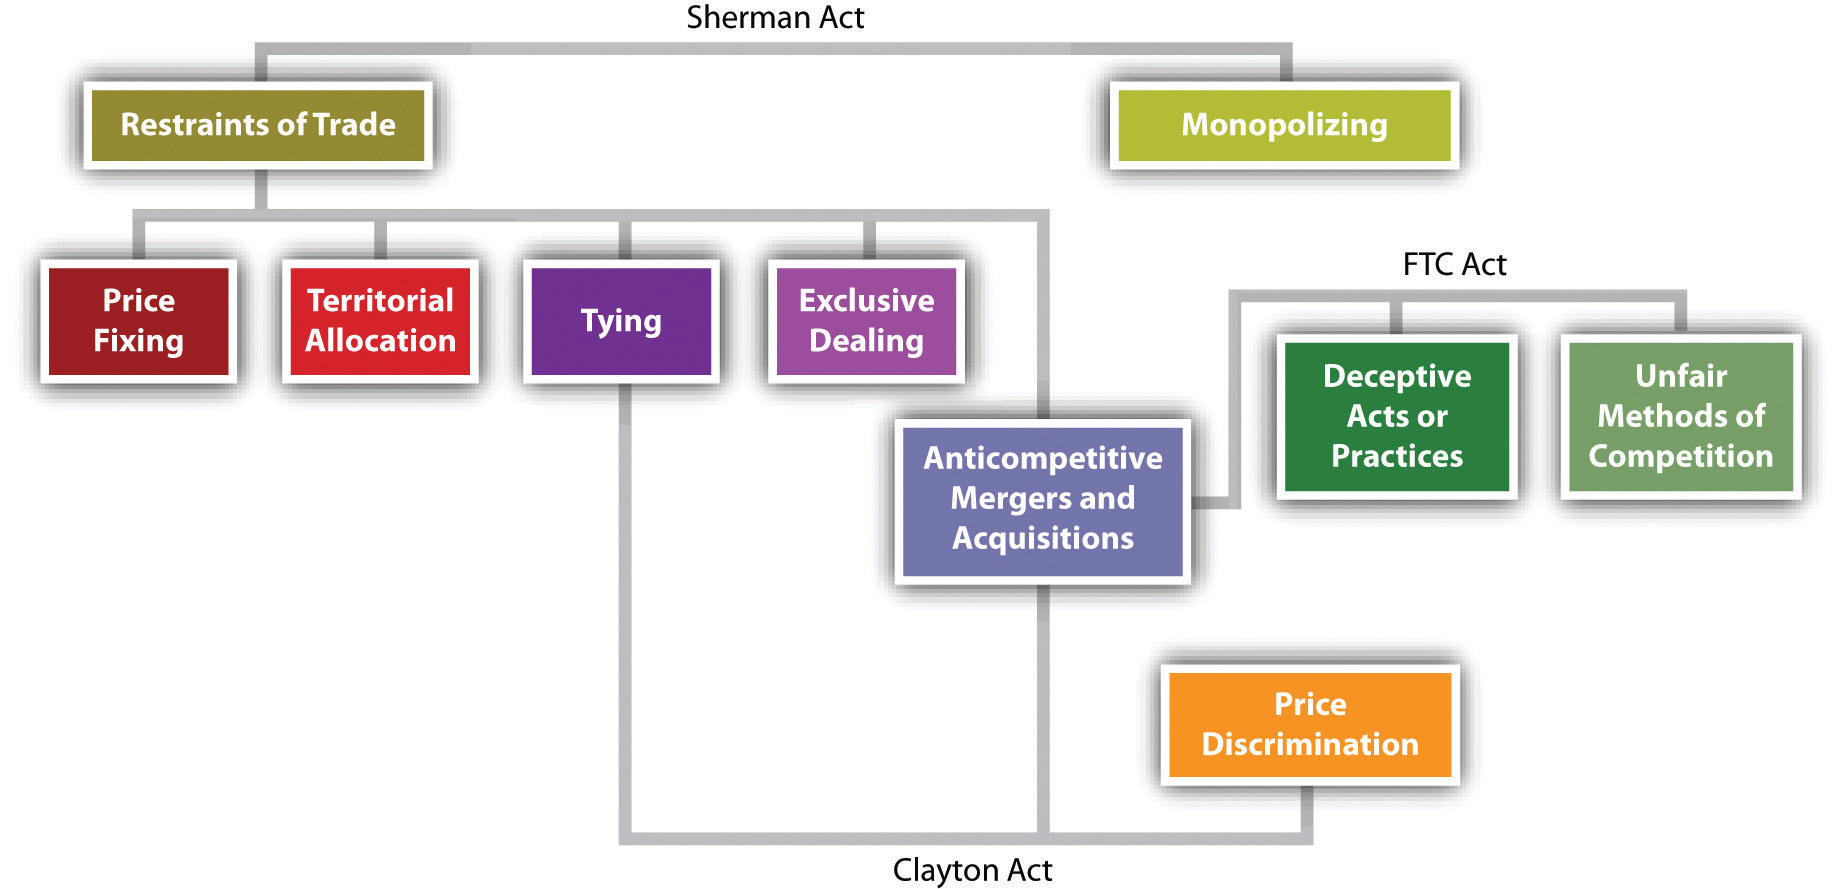 Sherman Act
Restraints of Trade
Monopolizing
Price
Fixing
Territorial
Allocation
Tying
Exclusive
Dealing
FTC Act
Deceptive
Acts or
Practices
Unfair
Methods of
Competition
Anticompetitive
Mergers and
Acquisitions
Price
Discrimination
Clayton Act